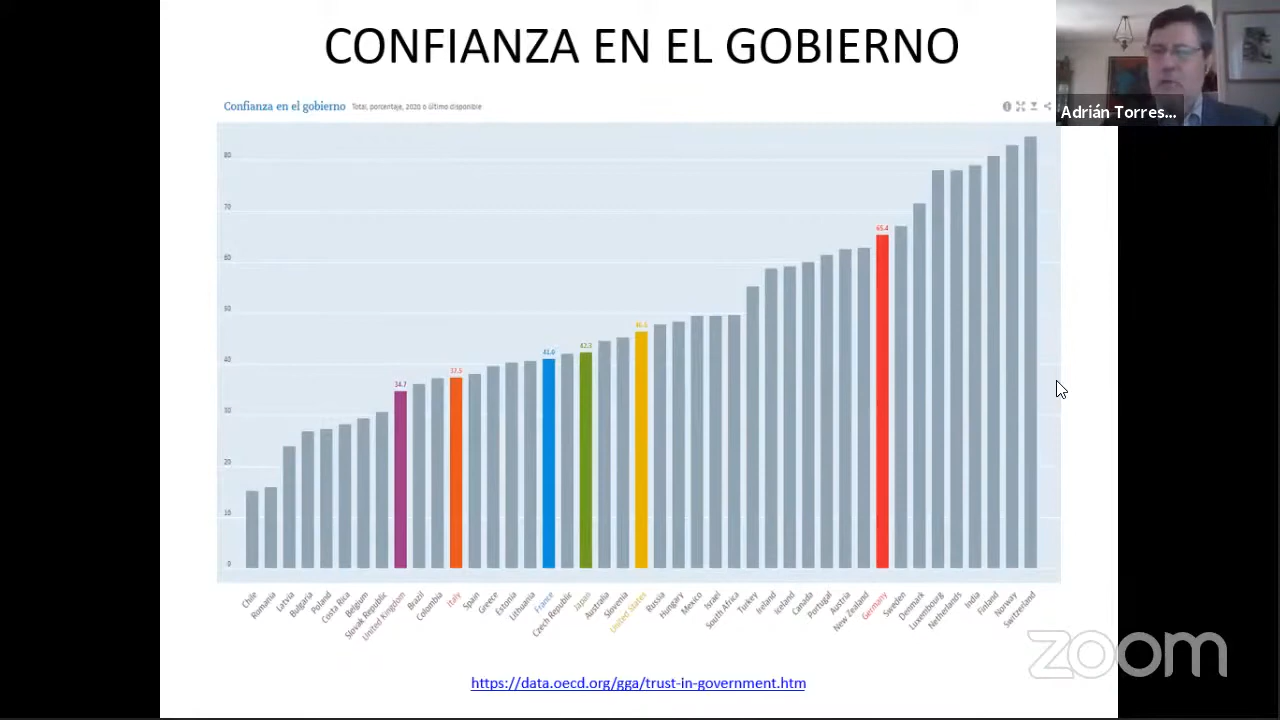 CONFIANZA EN EL GOBIERNO
Confianza en el gobierno Total, porcentaje, 2020 o último disponible
Adrián Torres...
80
70
60
50
40
30
20
10
0
34.7
37.5
41.0
42.3
46.5
65.4
Chile
Romania
Latvia
Bulgaria
Poland
Costa Rica
Belgium
Slovak Republic
United Kingdom
Brazil
Colombia
Italy
Spain
Greece
Estonia
Lithuania
France
Czech Republic
Japan
Australia
Slovenia
United States
Russia
Hungary
Mexico
Israel
South Africa
Turkey
Ireland
Iceland
Canada
Portugal
Austria
New Zealand
Germany
Sweden
Denmark
Luxembourg
Netherlands
India
Finland
Norway
Switzerland
https://data.oecd.org/gga/trust-in-government.htm
zoom